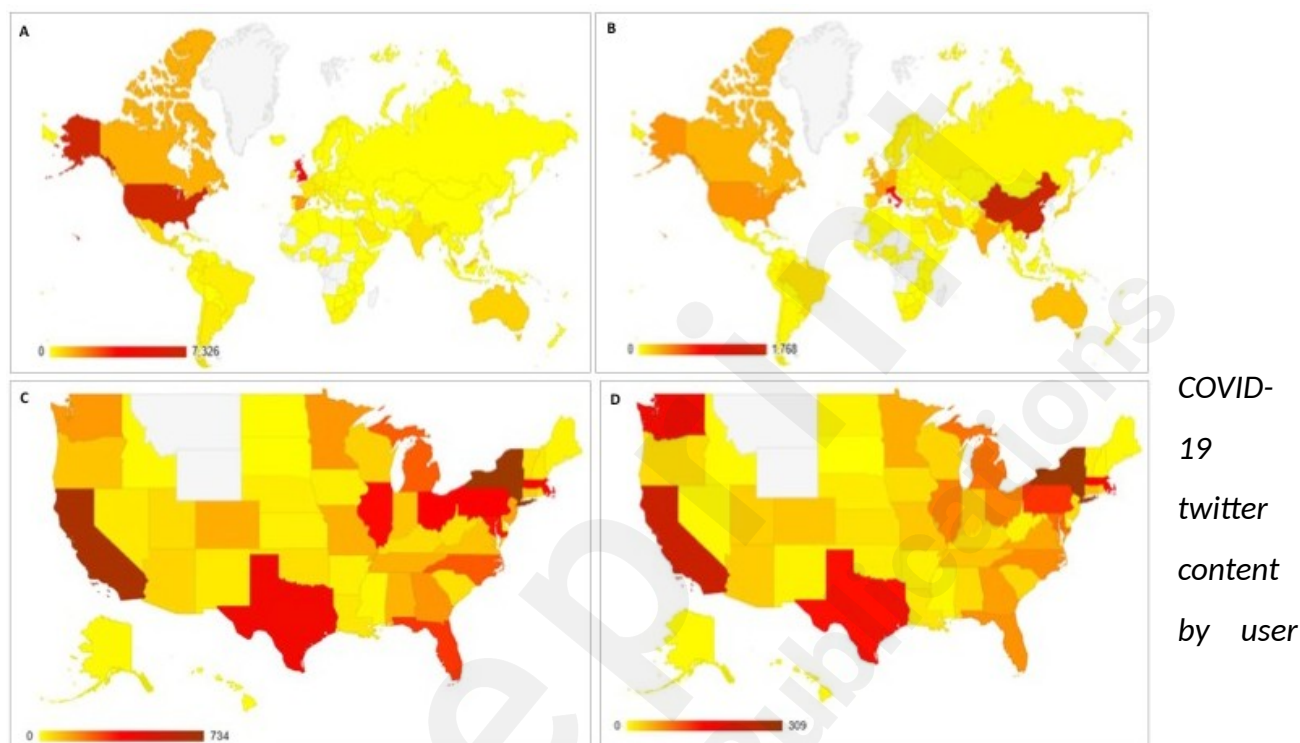 A
B
0 7,326
0 1,768
C
D
0 734
0 309
COVID-
19
twitter
content
by user